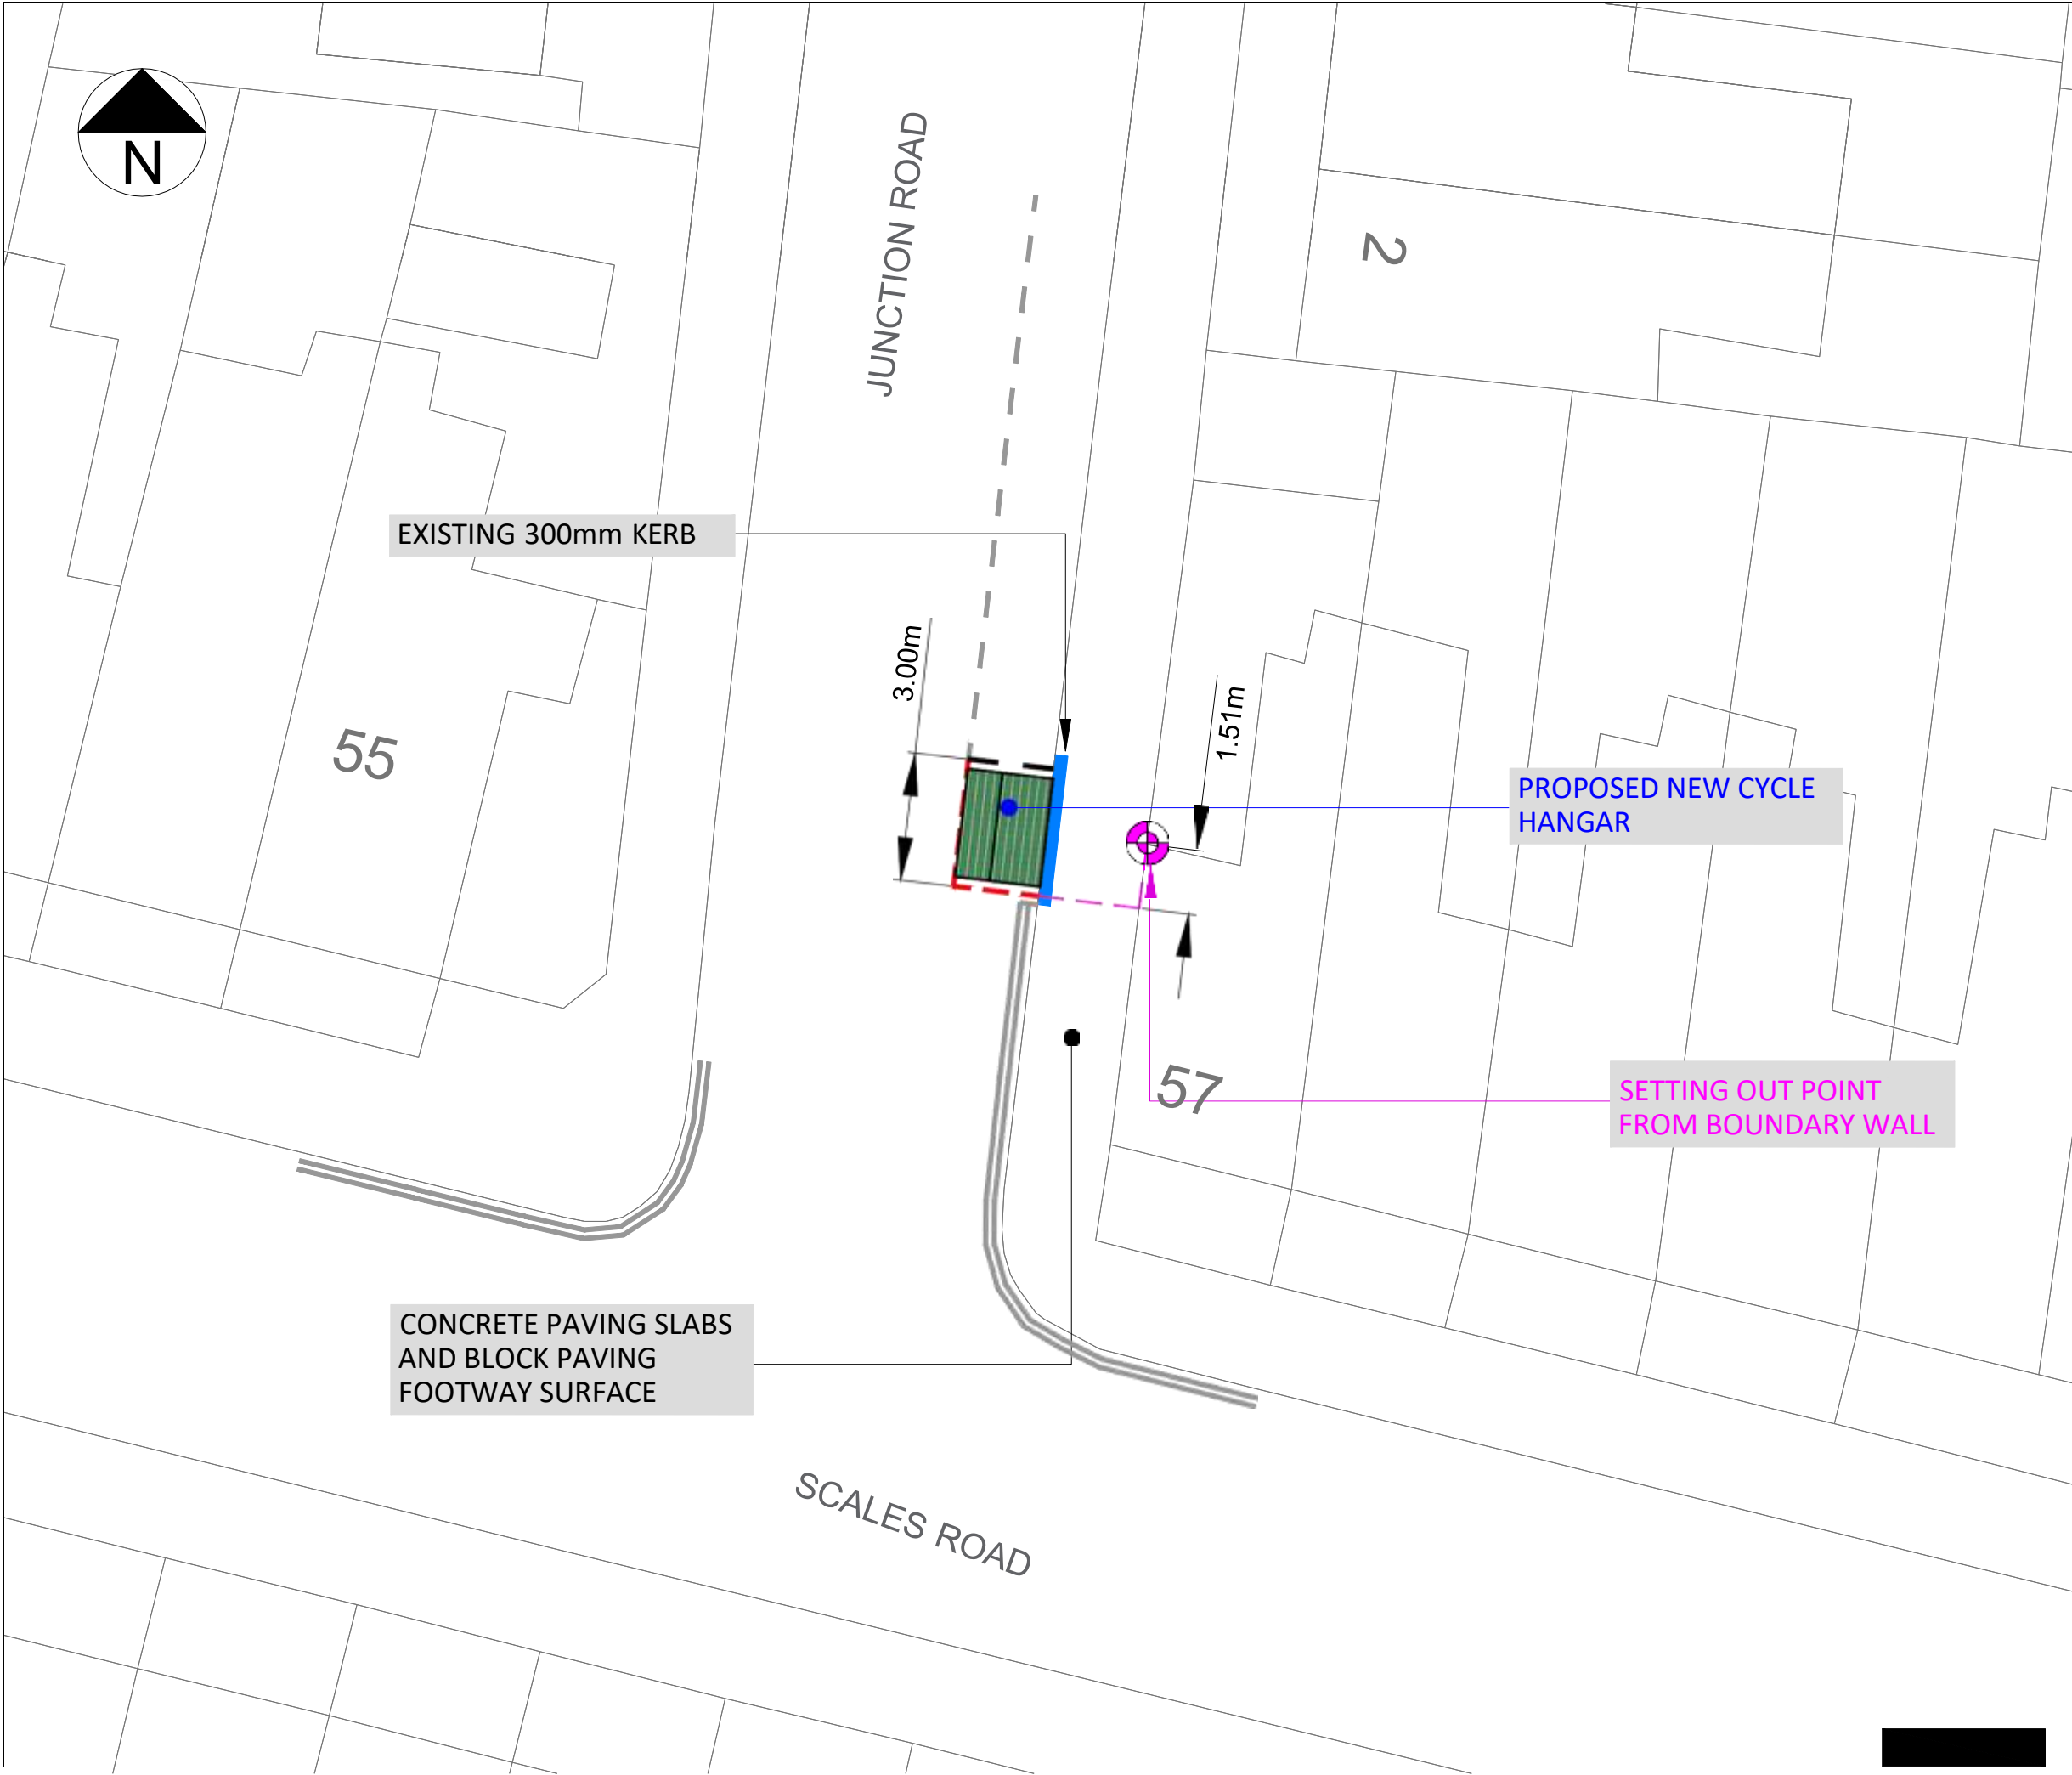 N
JUNCTION ROAD
2
EXISTING 300mm KERB
3.00m
1.51m
55
PROPOSED NEW CYCLE
HANGAR
57
SETTING OUT POINT
FROM BOUNDARY WALL
CONCRETE PAVING SLABS
AND BLOCK PAVING
FOOTWAY SURFACE
SCALES ROAD